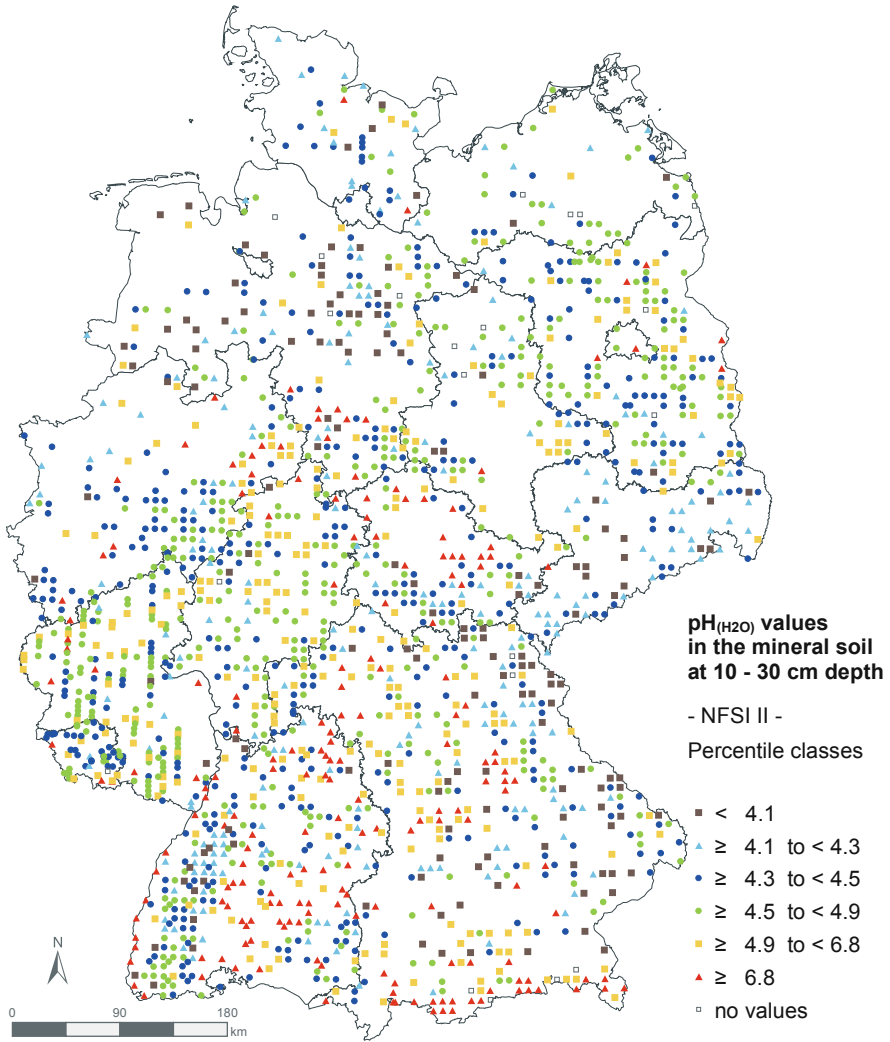 pH(H2O) values
in the mineral soil
at 10 - 30 cm depth
- NFSI II -
Percentile classes
< 4.1
≥ 4.1 to < 4.3
≥ 4.3 to < 4.5
≥ 4.5 to < 4.9
≥ 4.9 to < 6.8
≥ 6.8
no values
N
0 90 180
km